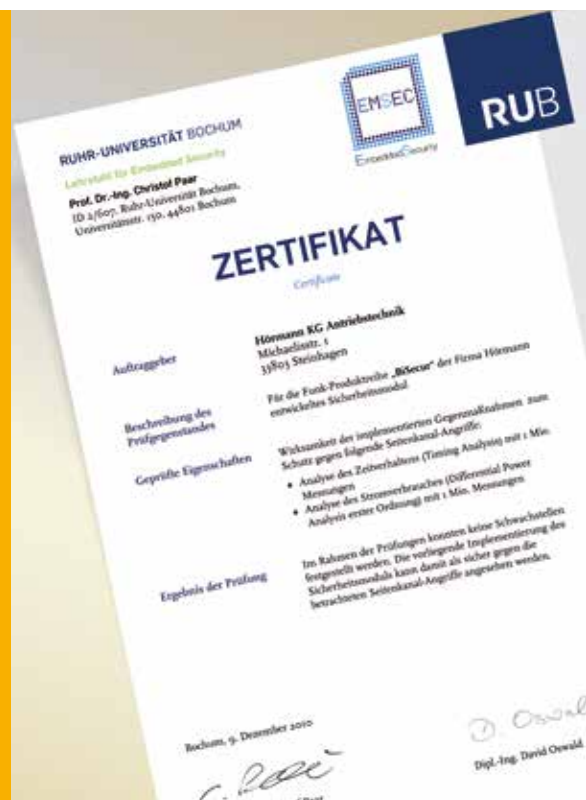 RUHR-UNIVERSITÄT BOCHUM
Lehrstuhl für Embedded Security
Prof. Dr.-Ing. Christof Paar
ID 2/607, Ruhr-Universität Bochum,
Universitätsstr. 150, 44801 Bochum
EMSEC
EmbeddedSecurity
RUB
ZERTIFIKAT
Certificate
Auftraggeber
Hörmann KG Antriebstechnik
Michaelisstr. 1
33803 Steinhagen
Beschreibung des
Prüfgegenstandes
Für die Funk-Produktreihe „BiSecur“ der Firma Hörmann
entwickeltes Sicherheitsmodul
Geprüfte Eigenschaften
Wirksamkeit der implementierten Gegenmaßnahmen zum
Schutz gegen folgende Seitenkanal-Angriffe:
• Analyse des Zeitverhaltens (Timing Analysis) mit 1 Mio.
Messungen
• Analyse des Stromverbrauches (Differential Power
Analysis erster Ordnung) mit 1 Mio. Messungen
Ergebnis der Prüfung
Im Rahmen der Prüfungen konnten keine Schwachstellen
festgestellt werden. Die vorliegende Implementierung des
Sicherheitsmoduls kann damit als sicher gegen die
betrachteten Seitenkanal-Angriffe angesehen werden.
Bochum, 9. Dezember 2010
D. Oswald
Dipl.-Ing. David Oswald